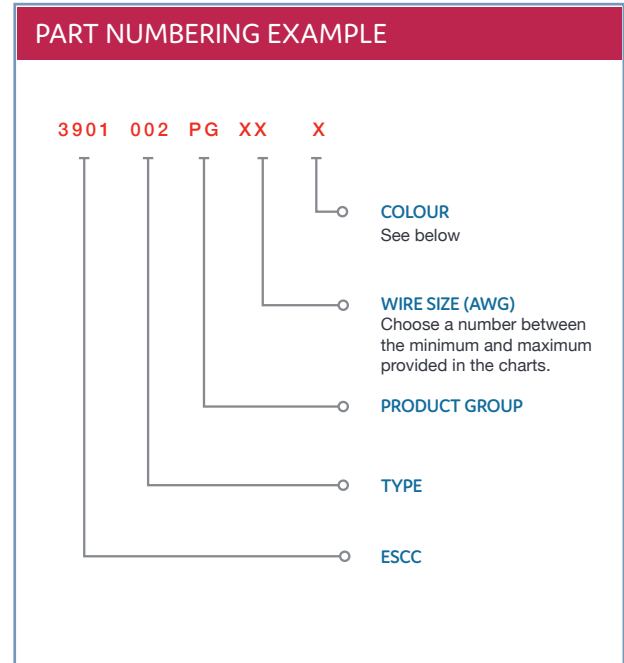 PART NUMBERING EXAMPLE
3901 002 PG XX X
COLOUR
See below
WIRE SIZE (AWG)
Choose a number between
the minimum and maximum
provided in the charts.
PRODUCT GROUP
TYPE
ESCC